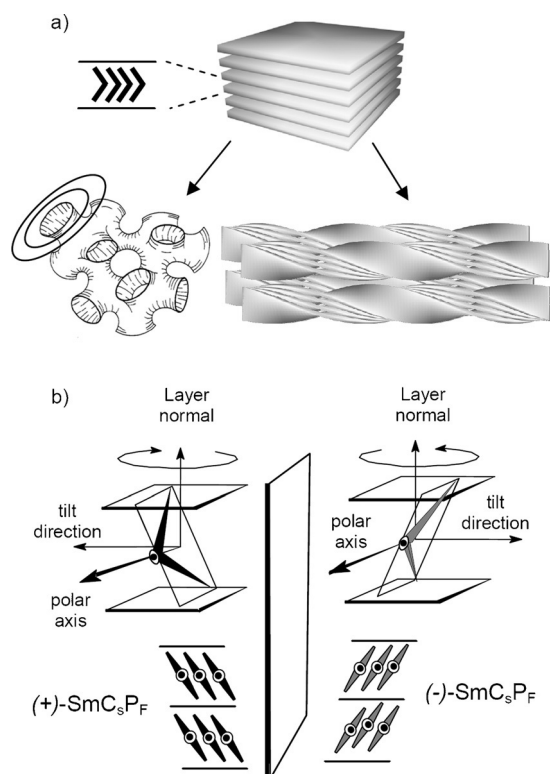 a)
b)
Layer
normal
Layer
normal
tilt
direction
polar
axis
polar
axis
tilt
direction
(+)-SmCsPF
(-)-SmCsPF